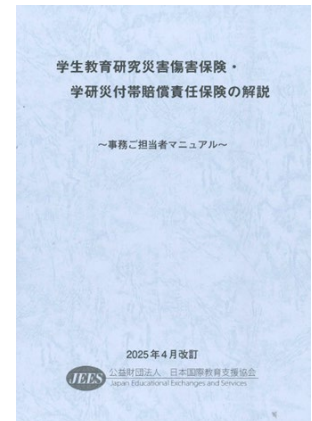 学生教育研究災害傷害保険・
学研災付帯賠償責任保険の解説
～事務ご担当者マニュアル～
2025年4月改訂
JEES
公益財団法人 日本国際教育支援協会
Japan Educational Exchanges and Services